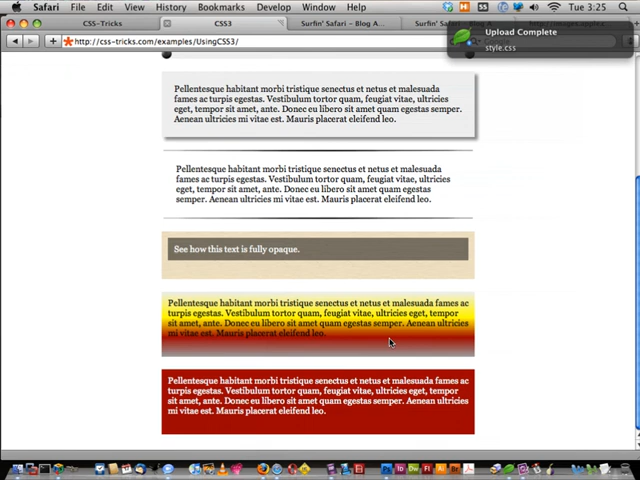 Safari File Edit View History Bookmarks Develop Window Help Tue 3:25
CSS-Tricks CSS3 Surfin' Safari - Blog A... Surfin' Safari - Blog A...
http://css-tricks.com/examples/UsingCSS3/
Upload Complete
style.css
Pellentesque habitant morbi tristique senectus et netus et malesuada
fames ac turpis egestas. Vestibulum tortor quam, feugiat vitae, ultricies
eget, tempor sit amet, ante. Donec eu libero sit amet quam egestas semper.
Aenean ultricies mi vitae est. Mauris placerat eleifend leo.
Pellentesque habitant morbi tristique senectus et netus et malesuada
fames ac turpis egestas. Vestibulum tortor quam, feugiat vitae, ultricies
eget, tempor sit amet, ante. Donec eu libero sit amet quam egestas
semper. Aenean ultricies mi vitae est. Mauris placerat eleifend leo.
See how this text is fully opaque.
Pellentesque habitant morbi tristique senectus et netus et malesuada fames ac
turpis egestas. Vestibulum tortor quam, feugiat vitae, ultricies eget, tempor
sit amet, ante. Donec eu libero sit amet quam egestas semper. Aenean ultricies
mi vitae est. Mauris placerat eleifend leo.
Pellentesque habitant morbi tristique senectus et netus et malesuada fames ac
turpis egestas. Vestibulum tortor quam, feugiat vitae, ultricies eget, tempor
sit amet, ante. Donec eu libero sit amet quam egestas semper. Aenean ultricies
mi vitae est. Mauris placerat eleifend leo.